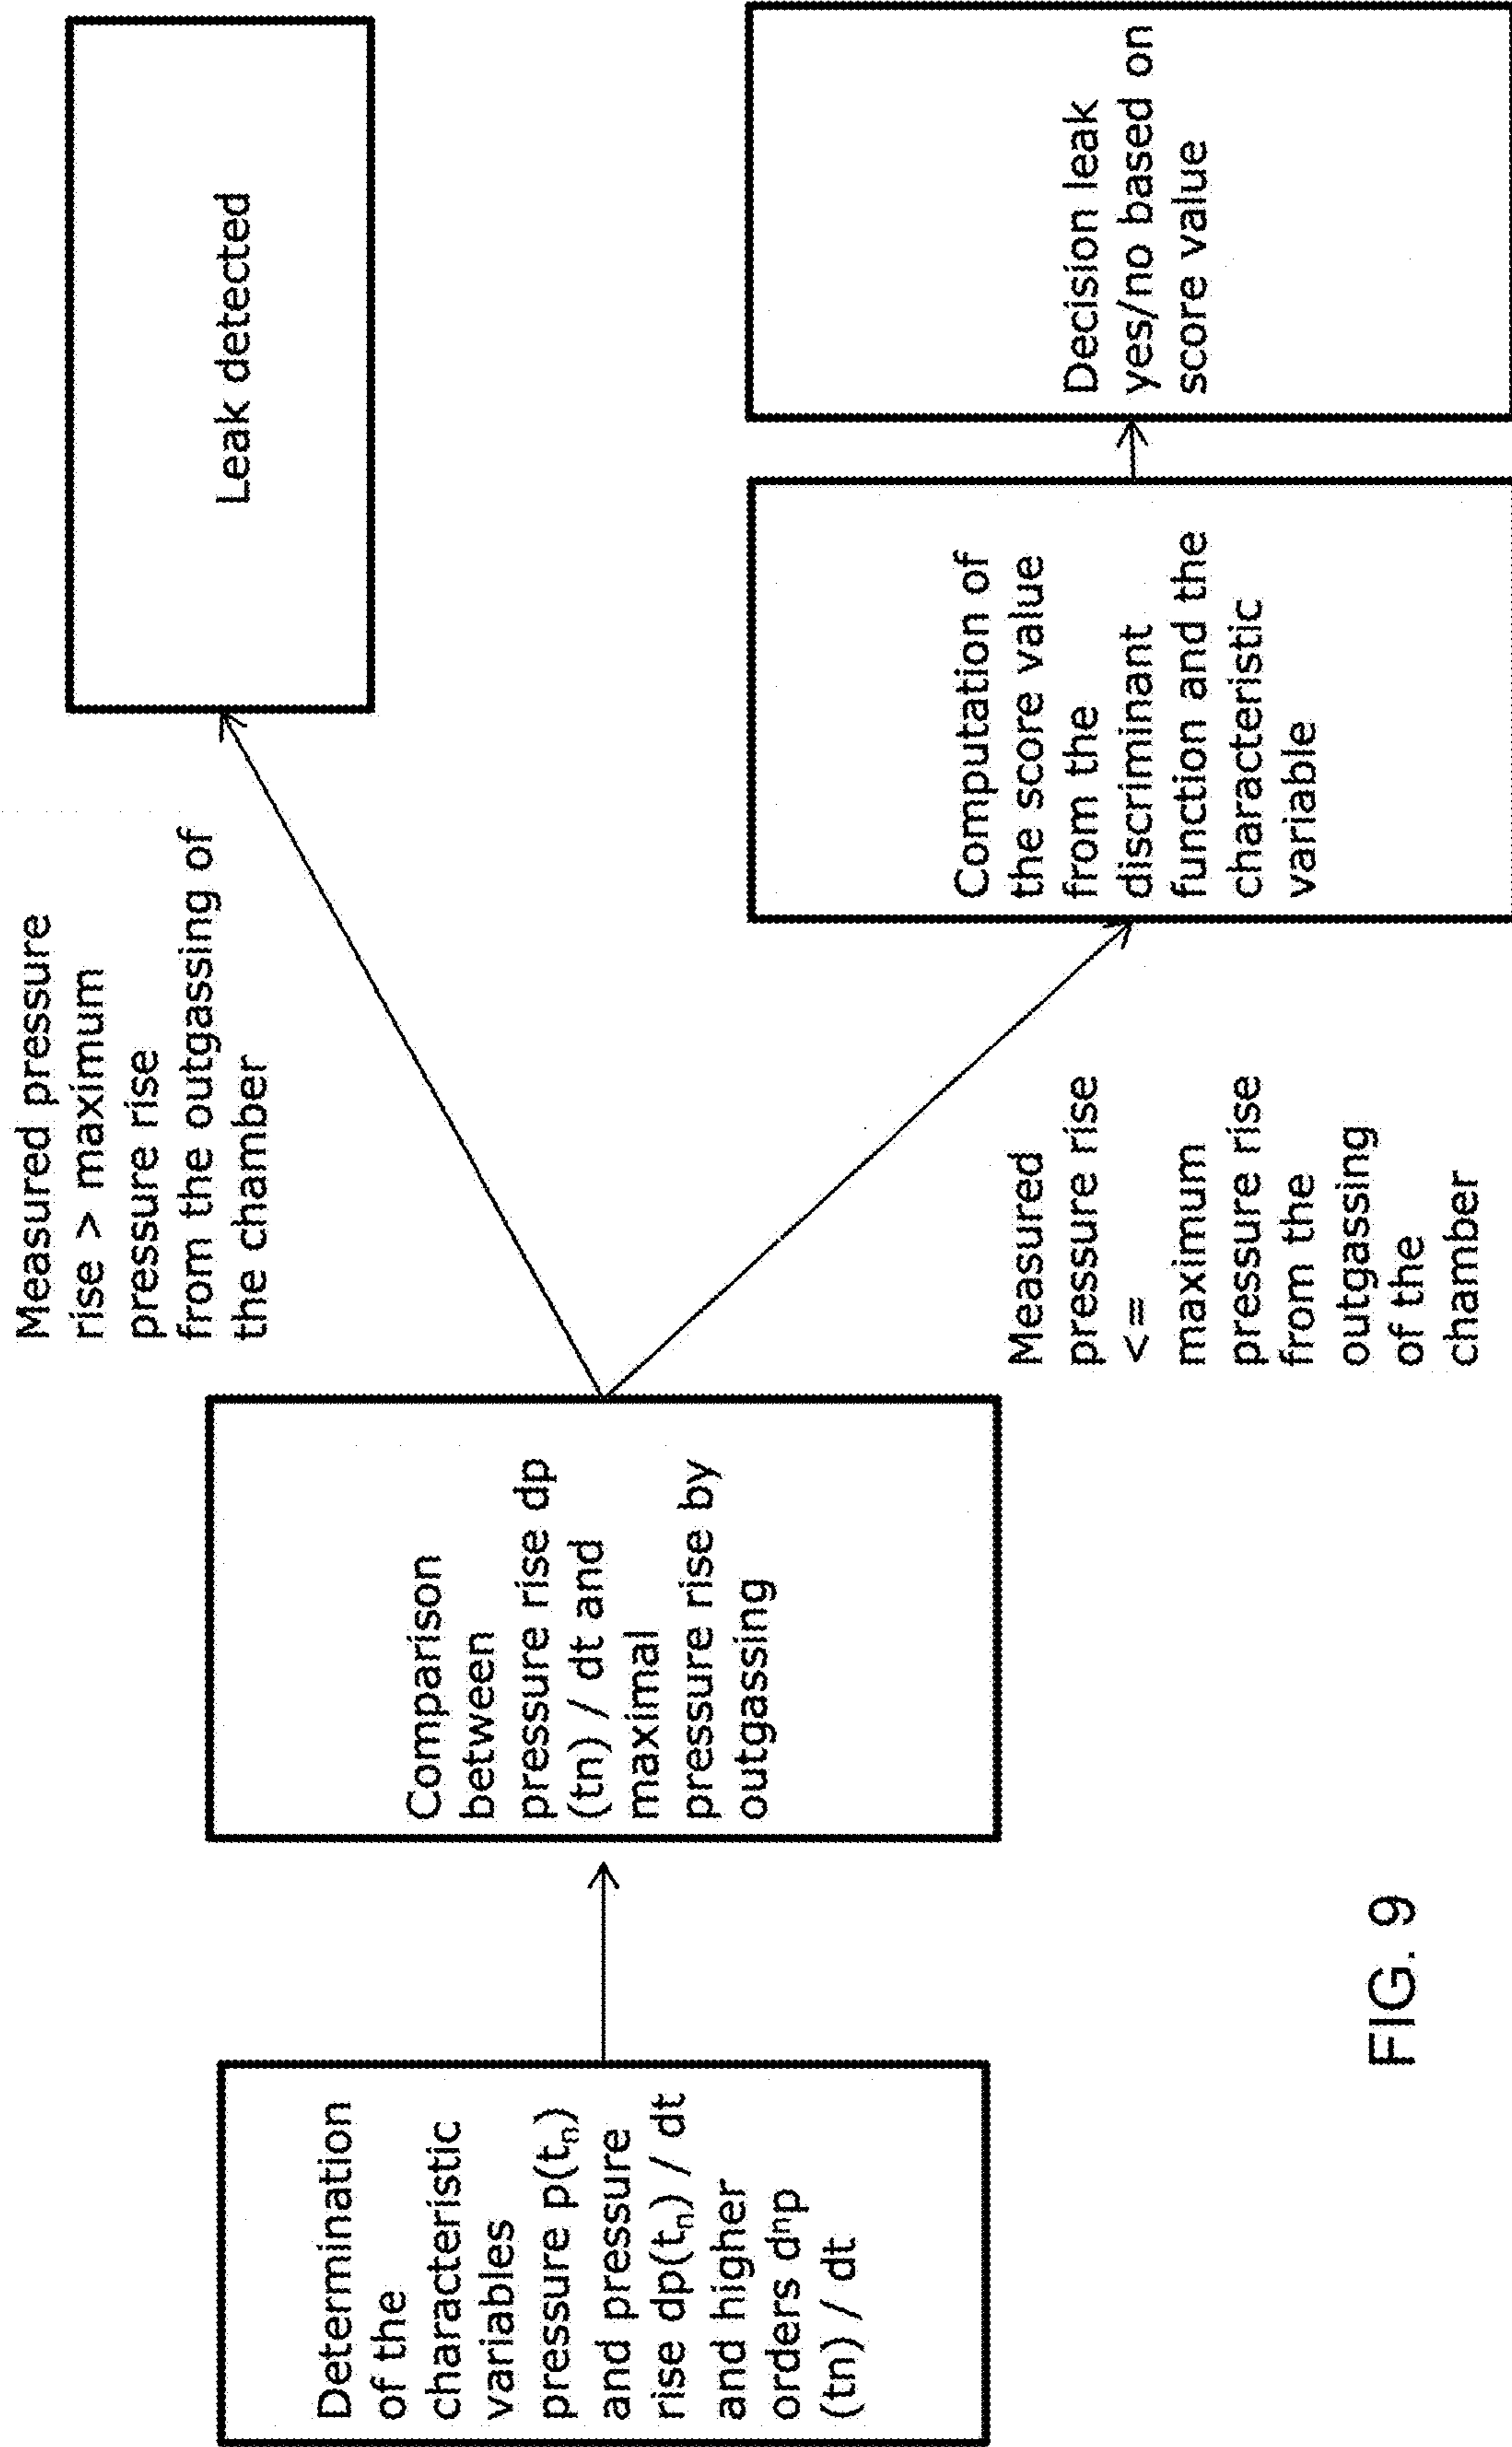 Determination
of the
characteristic
variables
pressure p(tₙ)
and pressure
rise dp(tₙ) / dt
and higher
orders dⁿp
(tn) / dt
Comparison
between
pressure rise dp
(tn) / dt and
maximal
pressure rise by
outgassing
Measured pressure
rise > maximum
pressure rise
from the outgassing of
the chamber
Leak detected
Measured
pressure rise
<=
maximum
pressure rise
from the
outgassing
of the
chamber
Computation of
the score value
from the
discriminant
function and the
characteristic
variable
Decision leak
yes/no based on
score value
FIG. 9